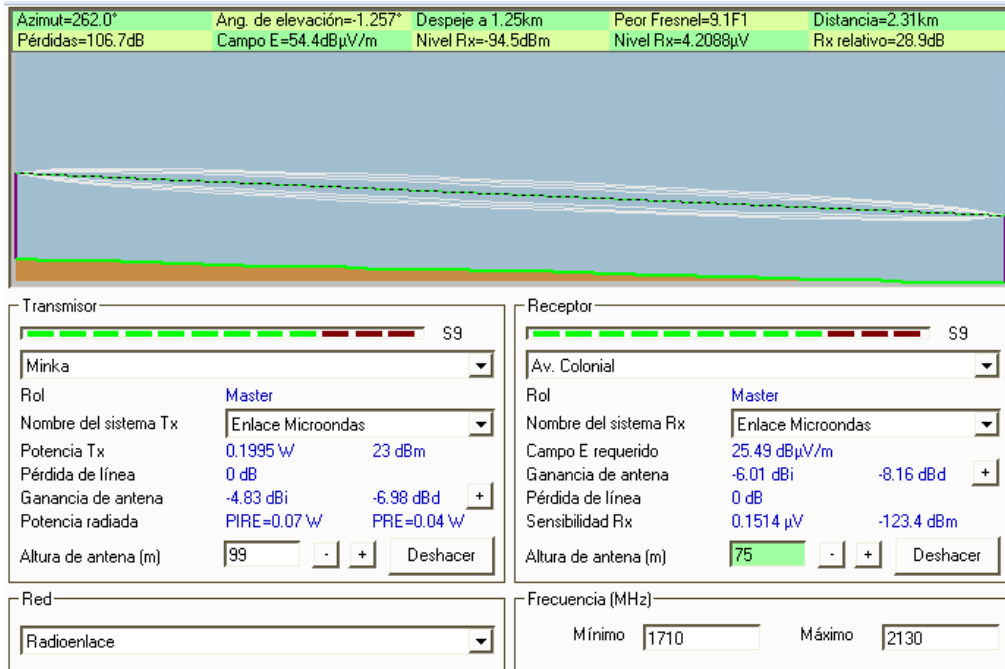 Azimut=262.0° Ang. de elevación=-1.257° Despeje a 1.25km Peor Fresnel=9.1F1 Distancia=2.31km
Pérdidas=106.7dB Campo E=54.4dBµV/m Nivel Rx=-94.5dBm Nivel Rx=4.2088µV Rx relativo=28.9dB
Transmisor
S9
Minka
Rol Master
Nombre del sistema Tx Enlace Microondas
Potencia Tx 0.1995 W 23 dBm
Pérdida de línea 0 dB
Ganancia de antena -4.83 dBi -6.98 dBd +
Potencia radiada PIRE=0.07 W PRE=0.04 W
Altura de antena (m) 99 - + Deshacer
Receptor
S9
Av. Colonial
Rol Master
Nombre del sistema Rx Enlace Microondas
Campo E requerido 25.49 dBµV/m
Ganancia de antena -6.01 dBi -8.16 dBd +
Pérdida de línea 0 dB
Sensibilidad Rx 0.1514 µV -123.4 dBm
Altura de antena (m) 75 - + Deshacer
Red
Radioenlace
Frecuencia (MHz)
Mínimo 1710 Máximo 2130